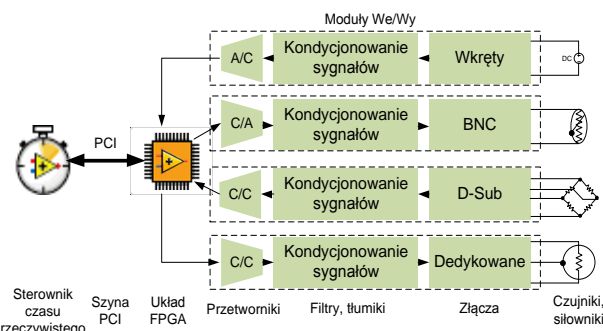 Moduły We/Wy
A/C
Kondycjonowanie
sygnałów
Wkręty
DC
PCI
C/A
Kondycjonowanie
sygnałów
BNC
C/C
Kondycjonowanie
sygnałów
D-Sub
C/C
Kondycjonowanie
sygnałów
Dedykowane
Sterownik
czasu
rzeczywistego
Szyna
PCI
Układ
FPGA
Przetworniki
Filtry, tłumiki
Złącza
Czujniki,
siłowniki